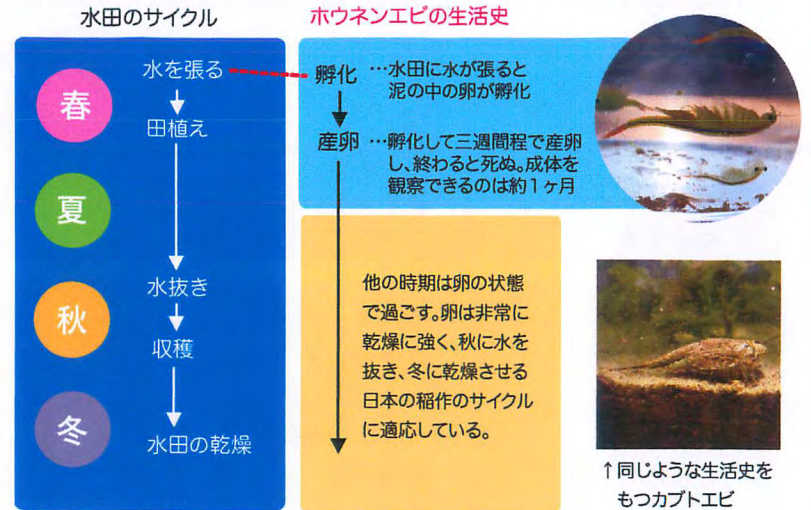 水田のサイクル
春
夏
秋
冬
水を張る
田植え
水抜き
収穫
水田の乾燥
ホウネンエビの生活史
孵化 …水田に水が張ると
泥の中の卵が孵化
産卵 …孵化して三週間程で産卵
し、終わると死ぬ。成体を
観察できるのは約1ヶ月
他の時期は卵の状態
で過ごす。卵は非常に
乾燥に強く、秋に水を
抜き、冬に乾燥させる
日本の稲作のサイクル
に適応している。
↑同じような生活史を
もつカブトエビ